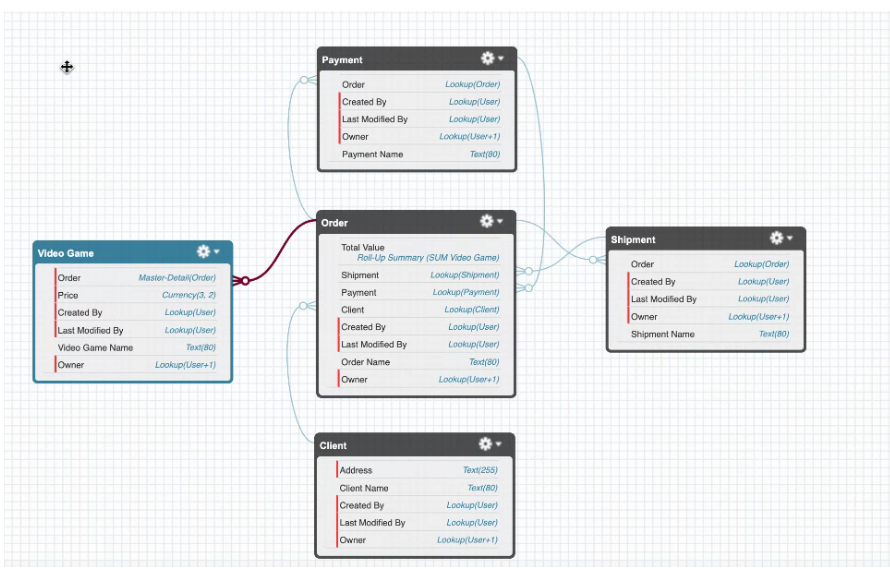 Payment
Order Lookup(Order)
Created By Lookup(User)
Last Modified By Lookup(User)
Owner Lookup(User+1)
Payment Name Text(80)
Order
Total Value
Roll-Up Summary (SUM Video Game)
Shipment Lookup(Shipment)
Payment Lookup(Payment)
Client Lookup(Client)
Created By Lookup(User)
Last Modified By Lookup(User)
Order Name Text(80)
Owner Lookup(User+1)
Video Game
Order Master-Detail(Order)
Price Currency(3, 2)
Created By Lookup(User)
Last Modified By Lookup(User)
Video Game Name Text(80)
Owner Lookup(User+1)
Shipment
Order Lookup(Order)
Created By Lookup(User)
Last Modified By Lookup(User)
Owner Lookup(User+1)
Shipment Name Text(80)
Client
Address Text(255)
Client Name Text(80)
Created By Lookup(User)
Last Modified By Lookup(User)
Owner Lookup(User+1)